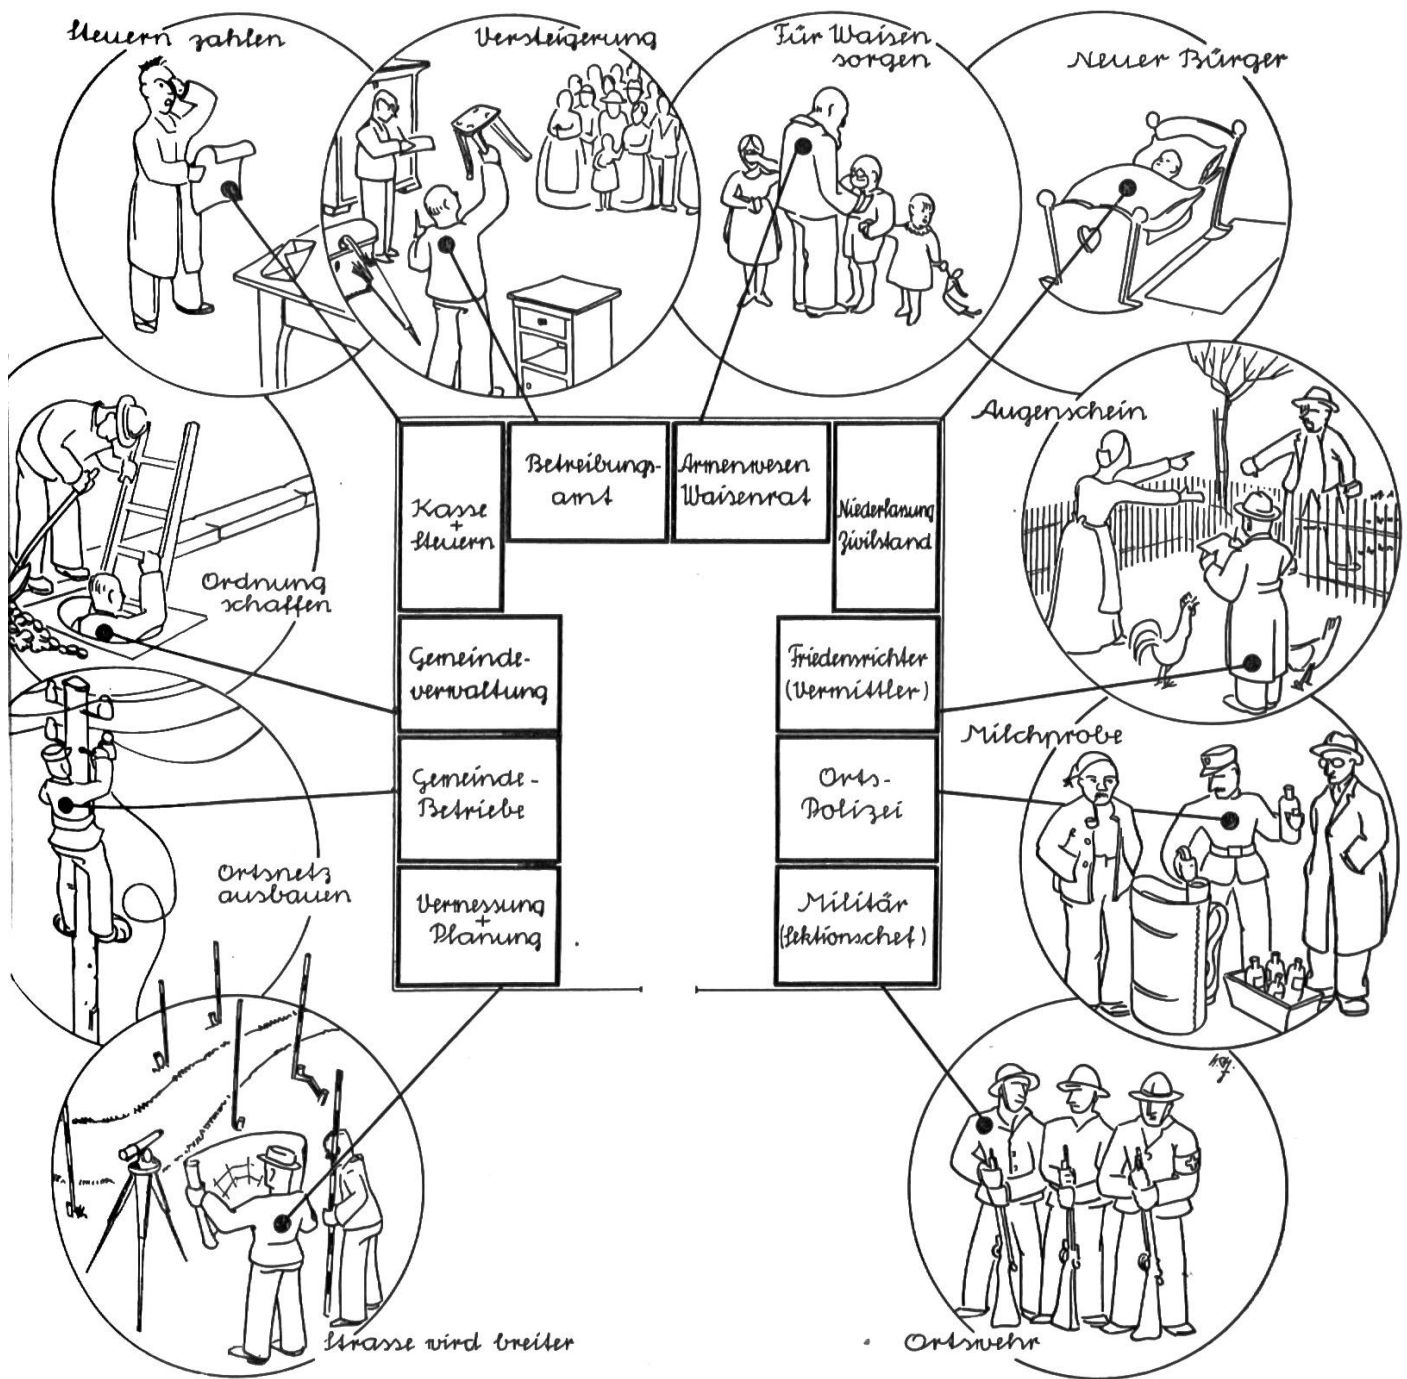 Steuern zahlen
Versteigerung
Für Waisen
sorgen
Neuer Bürger
Augenschein
Kasse
+
Steuern
Betreibungs-
amt
Armenwesen
Waisenrat
Niederlassung
Zivilstand
Ordnung
schaffen
Gemeinde-
verwaltung
Friedensrichter
(Vermittler)
Milchprobe
Gemeinde-
Betriebe
Orts-
Polizei
Ortsnetz
ausbauen
Vermessung
+
Planung
Militär
(Sektionschef)
Strasse wird breiter
Ortswehr